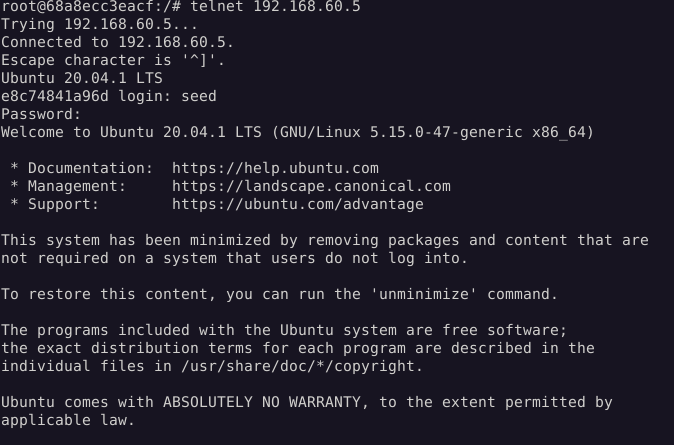 root@68a8ecc3eacf:/# telnet 192.168.60.5
Trying 192.168.60.5...
Connected to 192.168.60.5.
Escape character is '^]'.
Ubuntu 20.04.1 LTS
e8c74841a96d login: seed
Password:
Welcome to Ubuntu 20.04.1 LTS (GNU/Linux 5.15.0-47-generic x86_64)

 * Documentation:  https://help.ubuntu.com
 * Management:     https://landscape.canonical.com
 * Support:        https://ubuntu.com/advantage

This system has been minimized by removing packages and content that are
not required on a system that users do not log into.

To restore this content, you can run the 'unminimize' command.

The programs included with the Ubuntu system are free software;
the exact distribution terms for each program are described in the
individual files in /usr/share/doc/*/copyright.

Ubuntu comes with ABSOLUTELY NO WARRANTY, to the extent permitted by
applicable law.